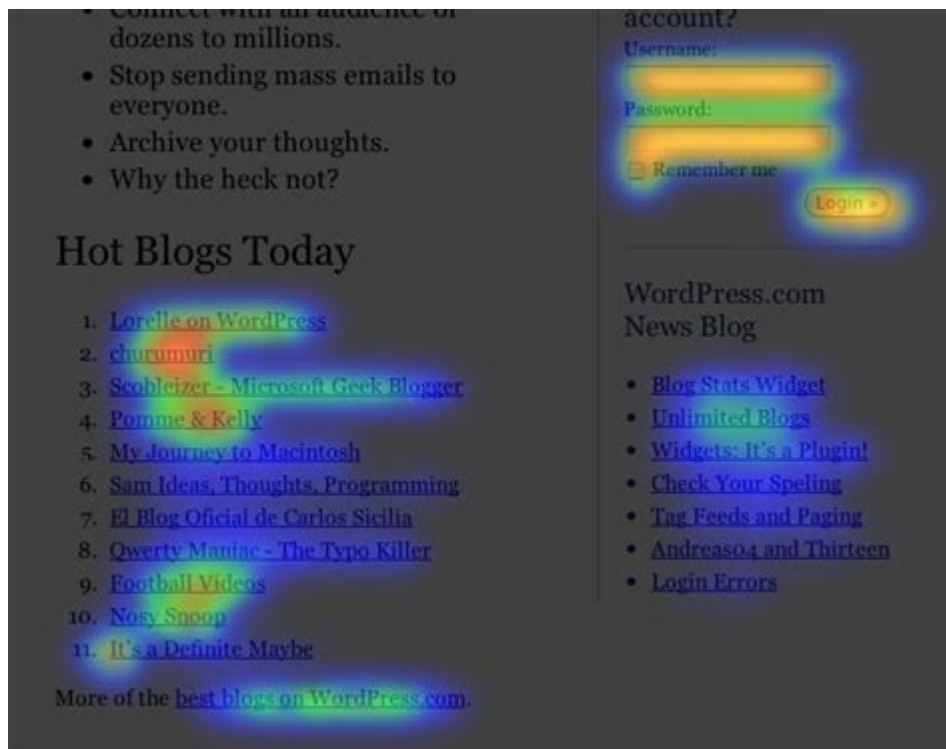 Connect with an audience of
dozens to millions.
• Stop sending mass emails to
everyone.
• Archive your thoughts.
• Why the heck not?
Hot Blogs Today
1. Lorelle on WordPress
2. churumuri
3. Scobleizer - Microsoft Geek Blogger
4. Pomme & Kelly
5. My Journey to Macintosh
6. Sam Ideas, Thoughts, Programming
7. El Blog Oficial de Carlos Sicilia
8. Qwerty Maniac - The Typo Killer
9. Football Videos
10. Nosy Snoop
11. It's a Definite Maybe
More of the best blogs on WordPress.com.
account?
Username:
Password:
Remember me
Login »
WordPress.com
News Blog
• Blog Stats Widget
• Unlimited Blogs
• Widgets: It's a Plugin!
• Check Your Speling
• Tag Feeds and Paging
• Andreas04 and Thirteen
• Login Errors